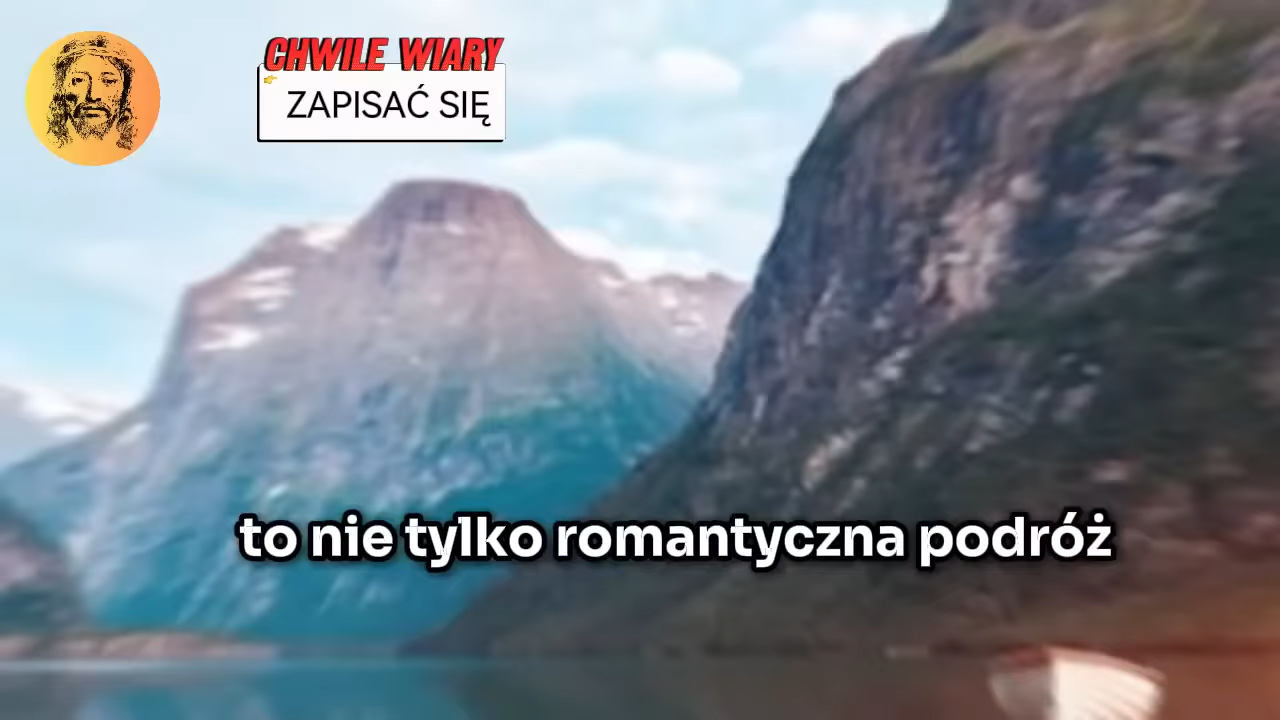 CHWILE WIARY
ZAPISAĆ SIĘ
to nie tylko romantyczna podróż